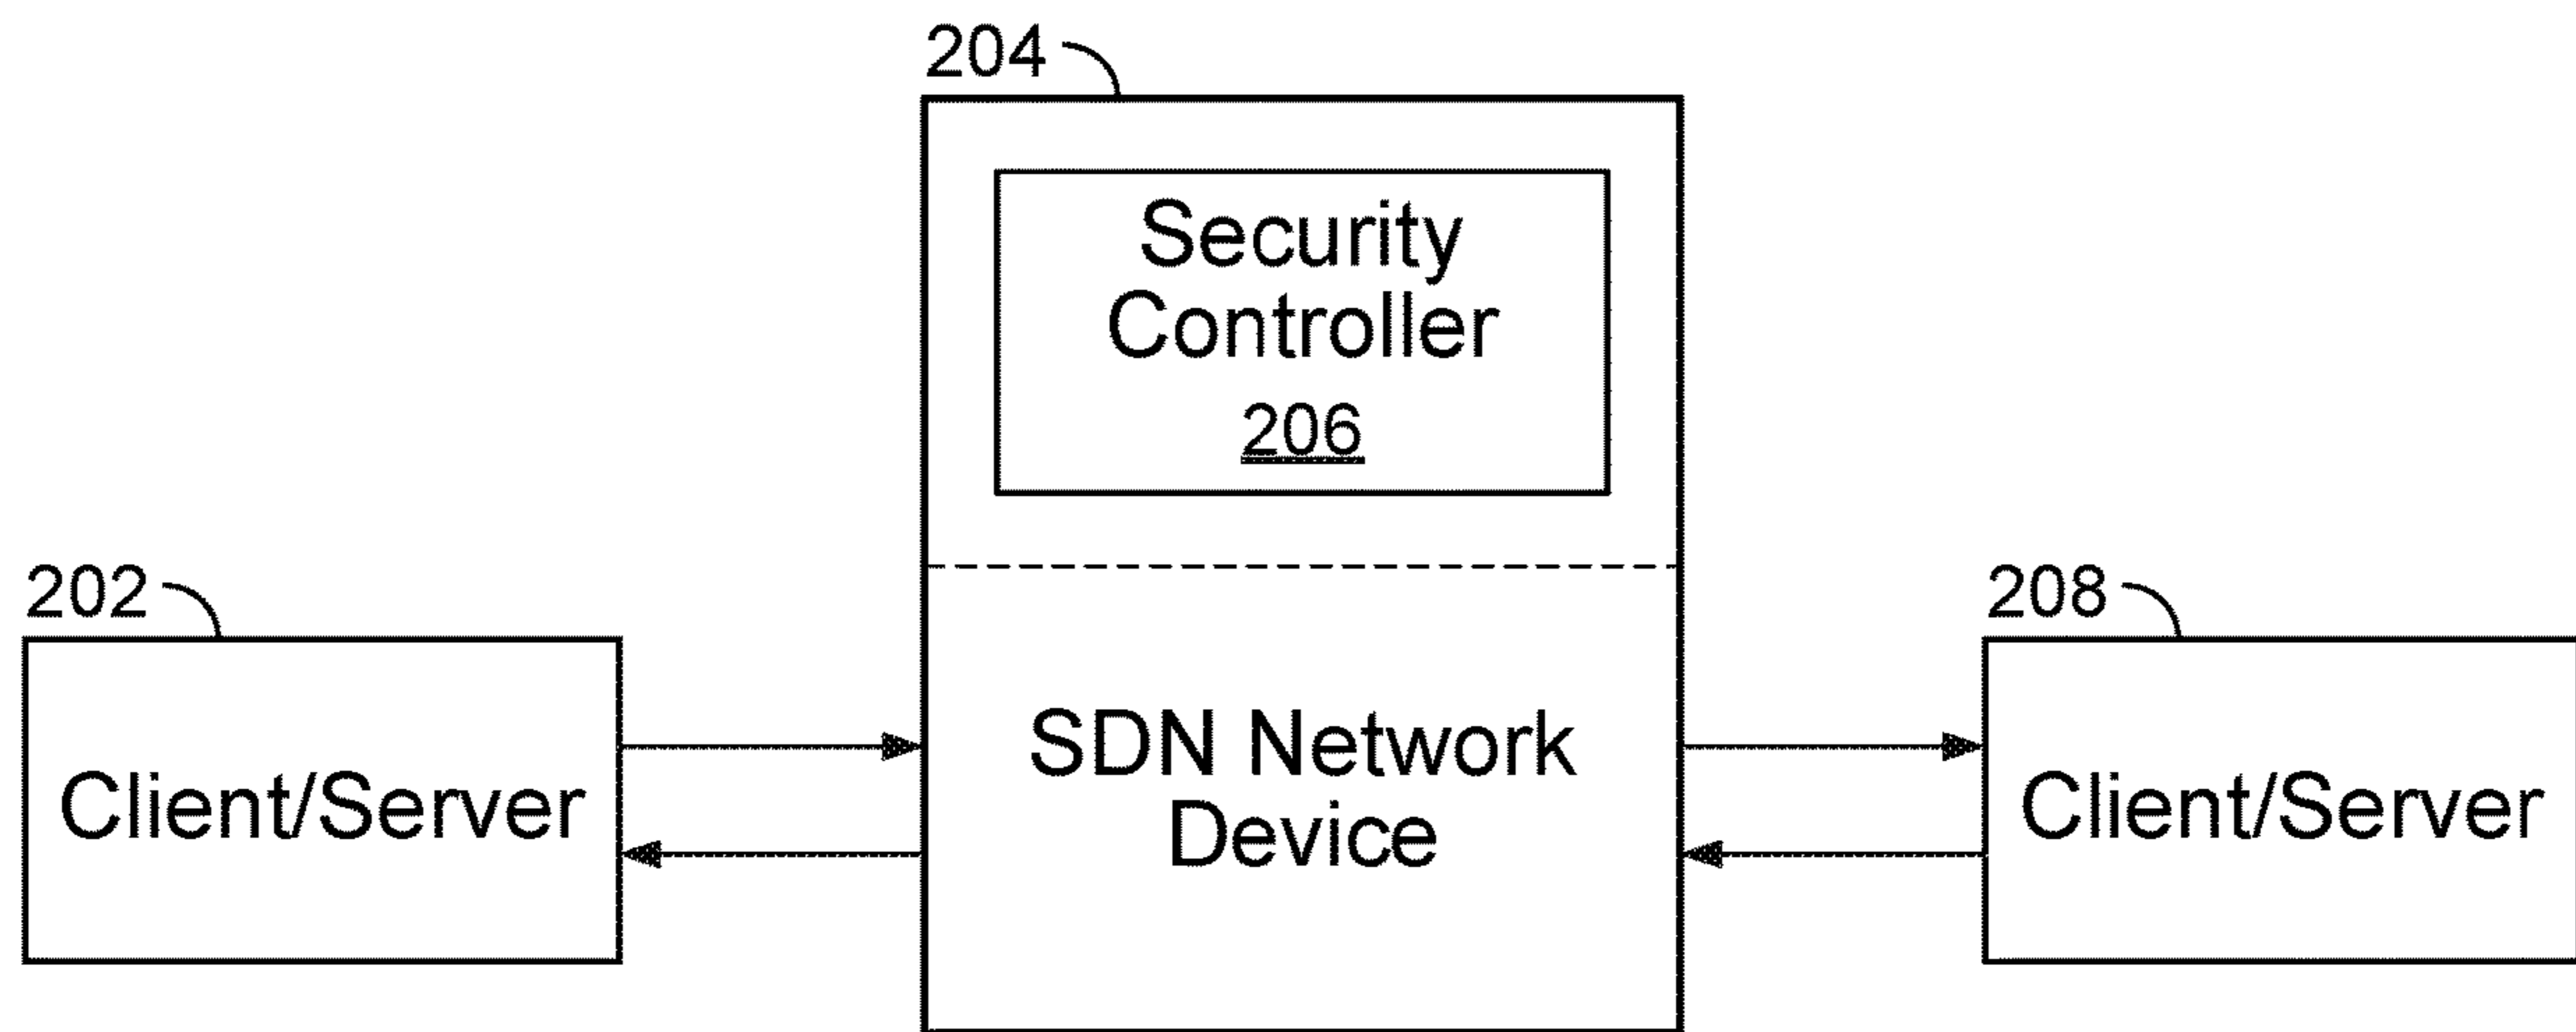 204
Security
Controller
206
202
208
SDN Network
Device
Client/Server
Client/Server